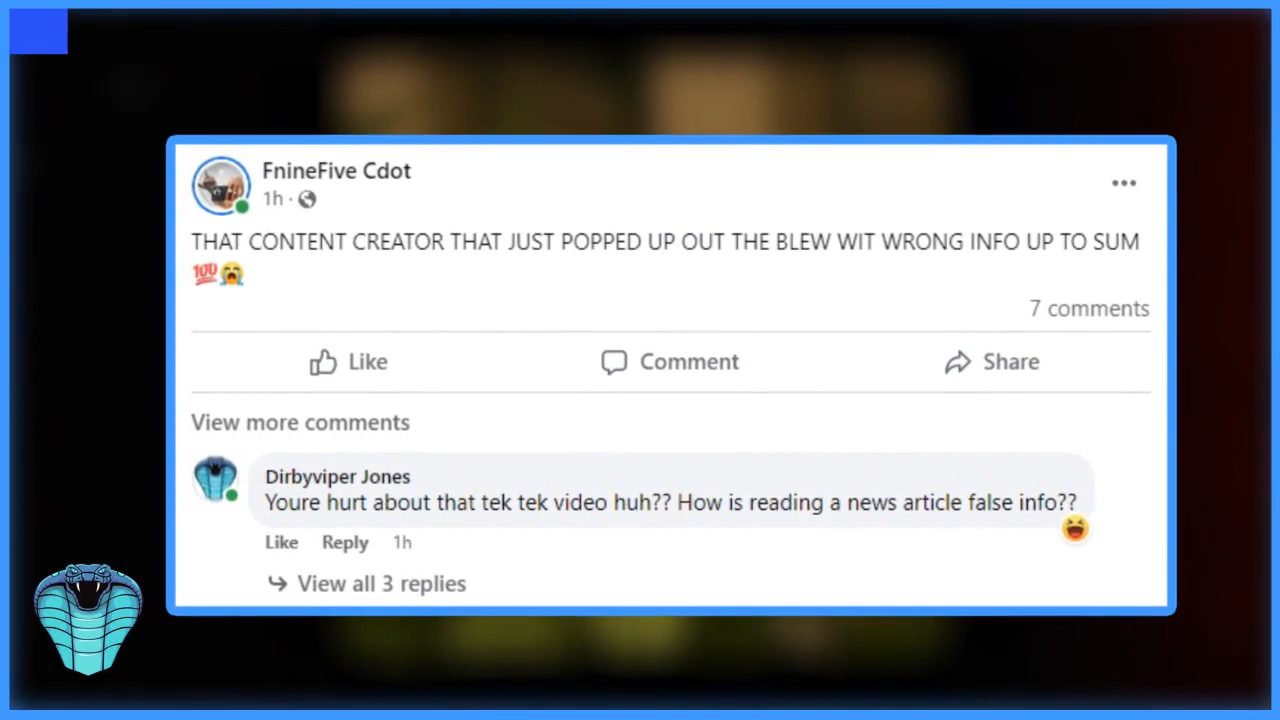 FnineFive Cdot
1h ·
THAT CONTENT CREATOR THAT JUST POPPED UP OUT THE BLEW WIT WRONG INFO UP TO SUM
💯😭
7 comments
Like Comment Share
View more comments
Dirbyviper Jones
Youre hurt about that tek tek video huh?? How is reading a news article false info??
Like Reply 1h
View all 3 replies